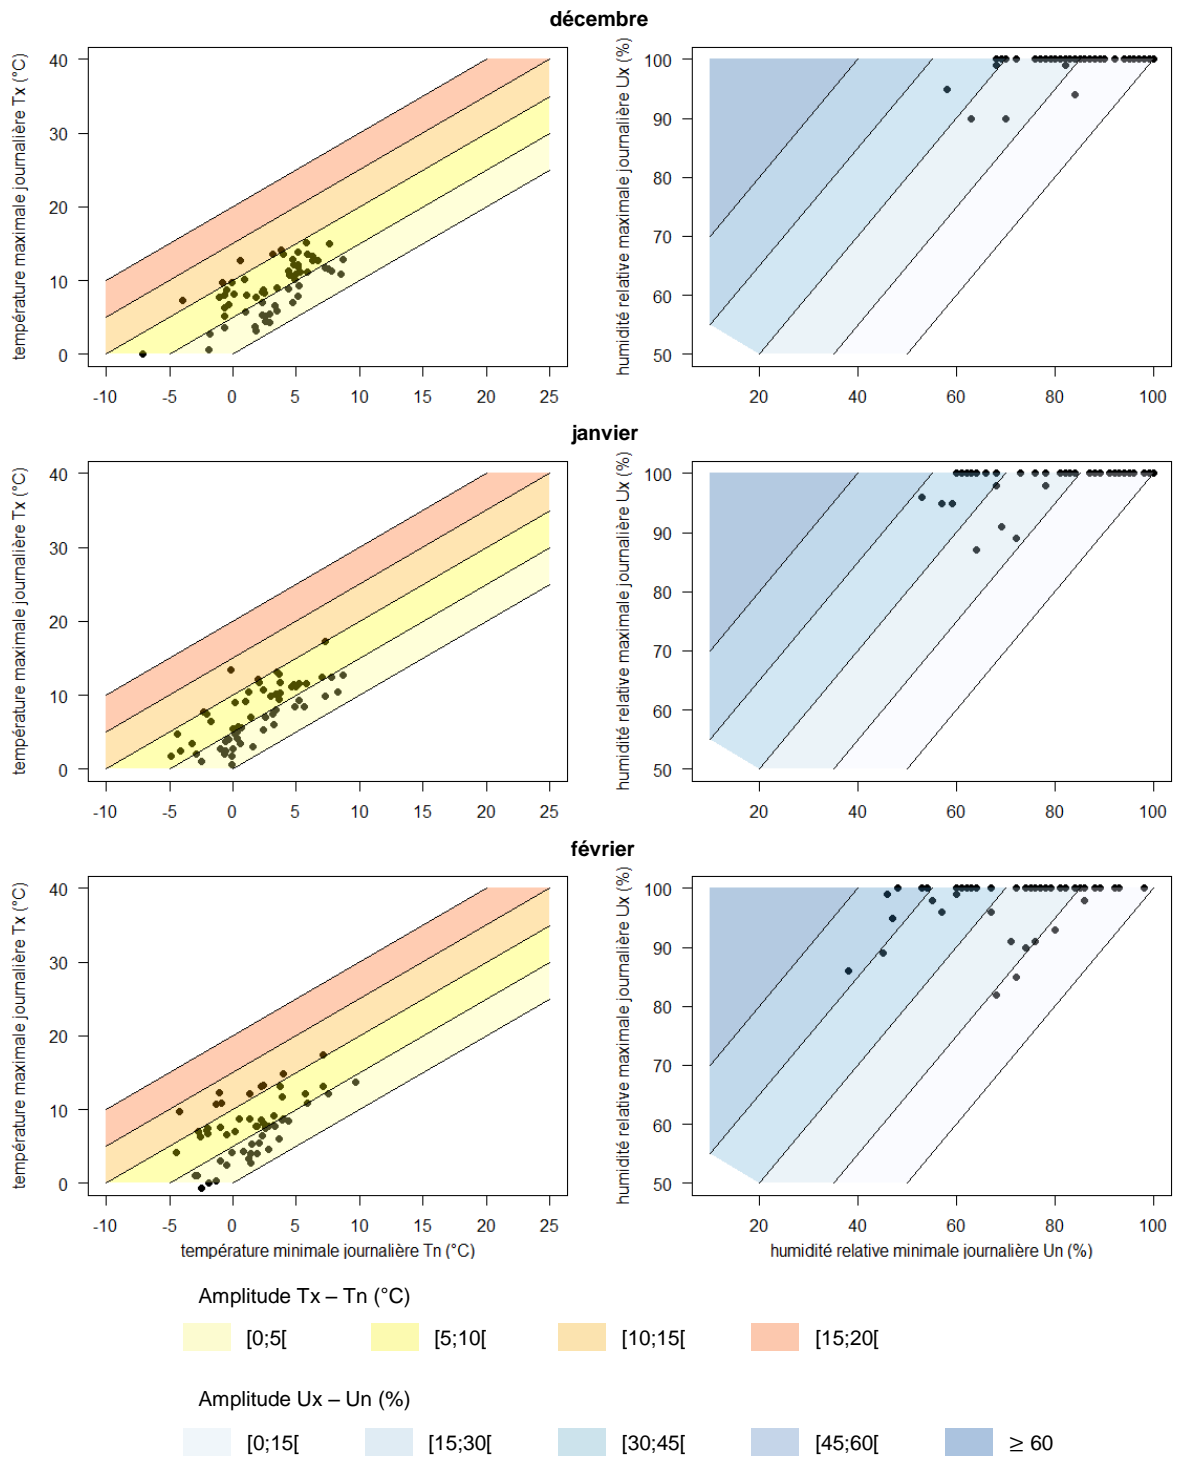 décembre
température maximale journalière Tx (°C)
40
30
20
10
0
-10 -5 0 5 10 15 20 25
humidité relative maximale journalière Ux (%)
100
90
80
70
60
50
20 40 60 80 100
janvier
température maximale journalière Tx (°C)
40
30
20
10
0
-10 -5 0 5 10 15 20 25
humidité relative maximale journalière Ux (%)
100
90
80
70
60
50
20 40 60 80 100
février
température maximale journalière Tx (°C)
40
30
20
10
0
-10 -5 0 5 10 15 20 25
température minimale journalière Tn (°C)
humidité relative maximale journalière Ux (%)
100
90
80
70
60
50
20 40 60 80 100
humidité relative minimale journalière Un (%)
Amplitude Tx – Tn (°C)
[0;5[ [5;10[ [10;15[ [15;20[
Amplitude Ux – Un (%)
[0;15[ [15;30[ [30;45[ [45;60[ ≥ 60